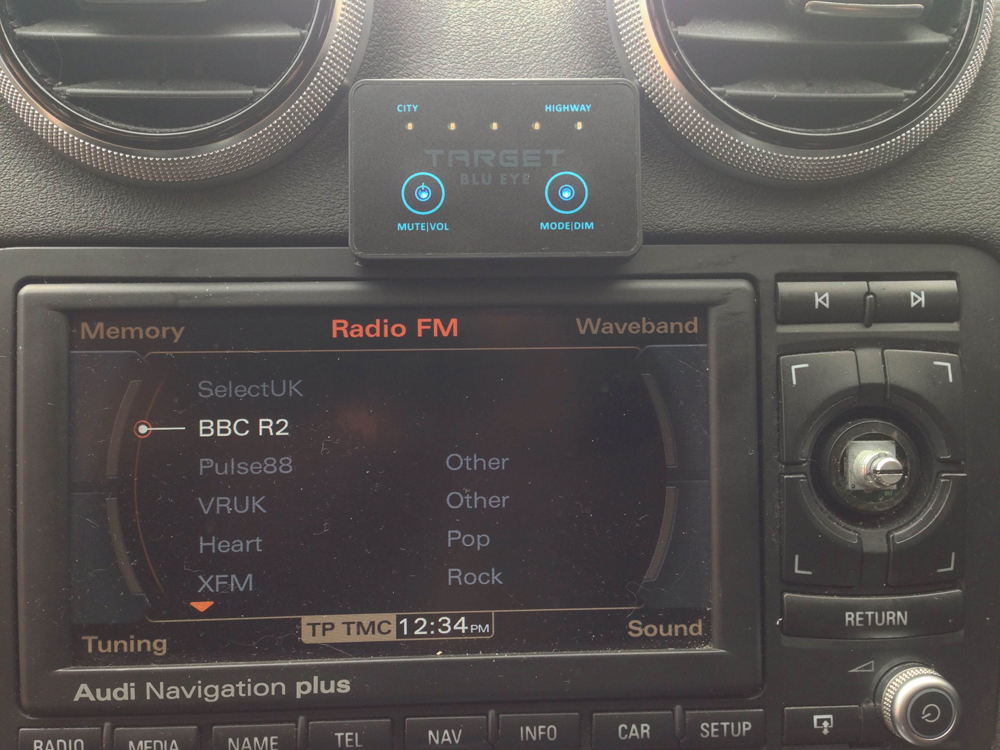 CITY HIGHWAY
TARGET
BLU EYE
MUTE|VOL MODE|DIM
Memory Radio FM Waveband
SelectUK
BBC R2
Pulse88 Other
VRUK Other
Heart Pop
XFM Rock
TP TMC 12:34 PM
Tuning Sound
Audi Navigation plus
RETURN
RADIO MEDIA NAME TEL NAV INFO CAR SETUP